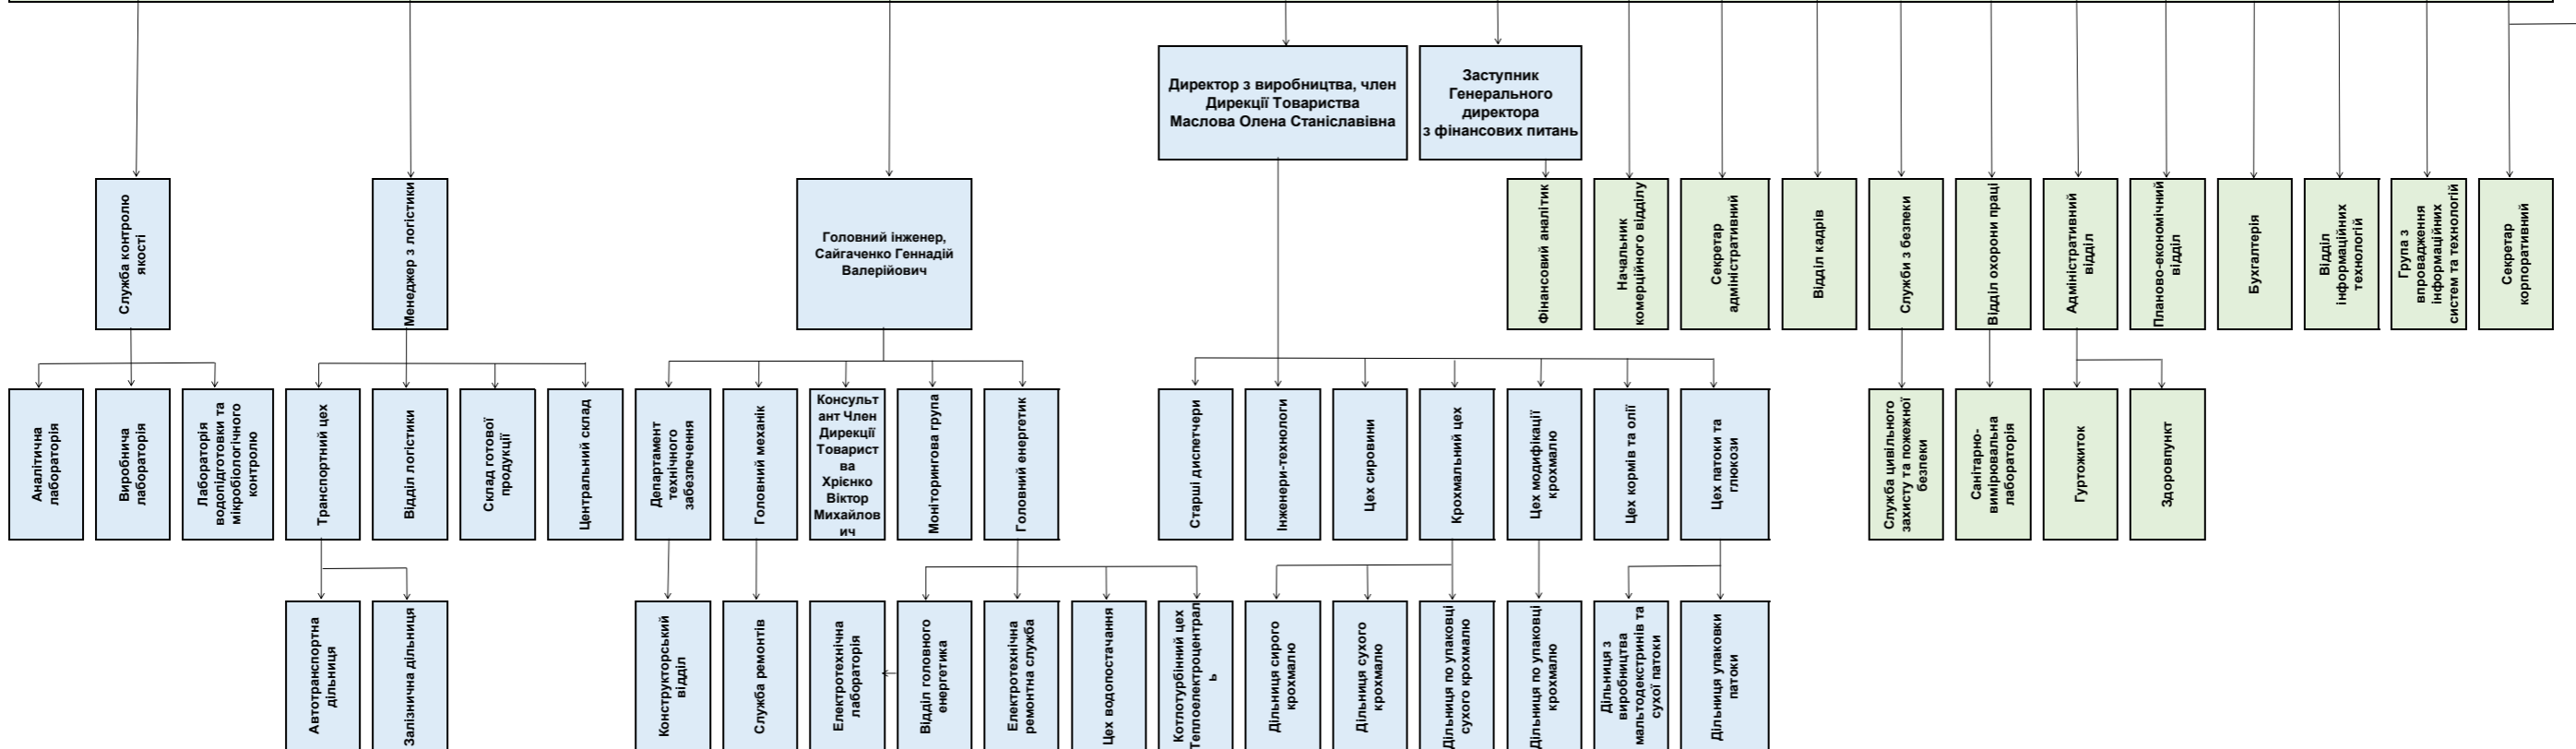 Директор з виробництва, член
Дирекції Товариства
Маслова Олена Станіславівна
Заступник
Генерального
директора
з фінансових питань
Служба контролю
якості
Менеджер з логістики
Головний інженер,
Сайгаченко Геннадій
Валерійович
Фінансовий аналітик
Начальник
комерційного відділу
Секретар
адміністративний
Відділ кадрів
Служби з безпеки
Відділ охорони праці
Адміністративний
відділ
Планово-економічний
відділ
Бухгалтерія
Відділ
інформаційних
технологій
Група з
впровадження
інформаційних
систем та технологій
Секретар
корпоративний
Аналітична
лабораторія
Виробнича
лабораторія
Лабораторія
водопідготовки та
мікробіологічного
контролю
Транспортний цех
Відділ логістики
Склад готової
продукції
Центральний склад
Департамент
технічного
забезпечення
Головний механік
Консульт
ант Член
Дирекції
Товарист
ва
Хрієнко
Віктор
Михайлов
ич
Моніторингова група
Головний енергетик
Старші диспетчери
Інженери-технологи
Цех сировини
Крохмальний цех
Цех модифікації
крохмалю
Цех кормів та олії
Цех патоки та
глюкози
Служба цивільного
захисту та пожежної
безпеки
Санітарно-
вимірювальна
лабораторія
Гуртожиток
Здоровпункт
Автотранспортна
дільниця
Залізнична дільниця
Конструкторський
відділ
Служба ремонтів
Електротехнічна
лабораторія
Відділ головного
енергетика
Електротехнічна
ремонтна служба
Цех водопостачання
Котлотурбінний цех
Теплоелектроцентрал
ь
Дільниця сирого
крохмалю
Дільниця сухого
крохмалю
Дільниця по упаковці
сухого крохмалю
Дільниця по упаковці
крохмалю
Дільниця з
виробництва
мальтодекстринів та
сухої патоки
Дільниця упаковки
патоки